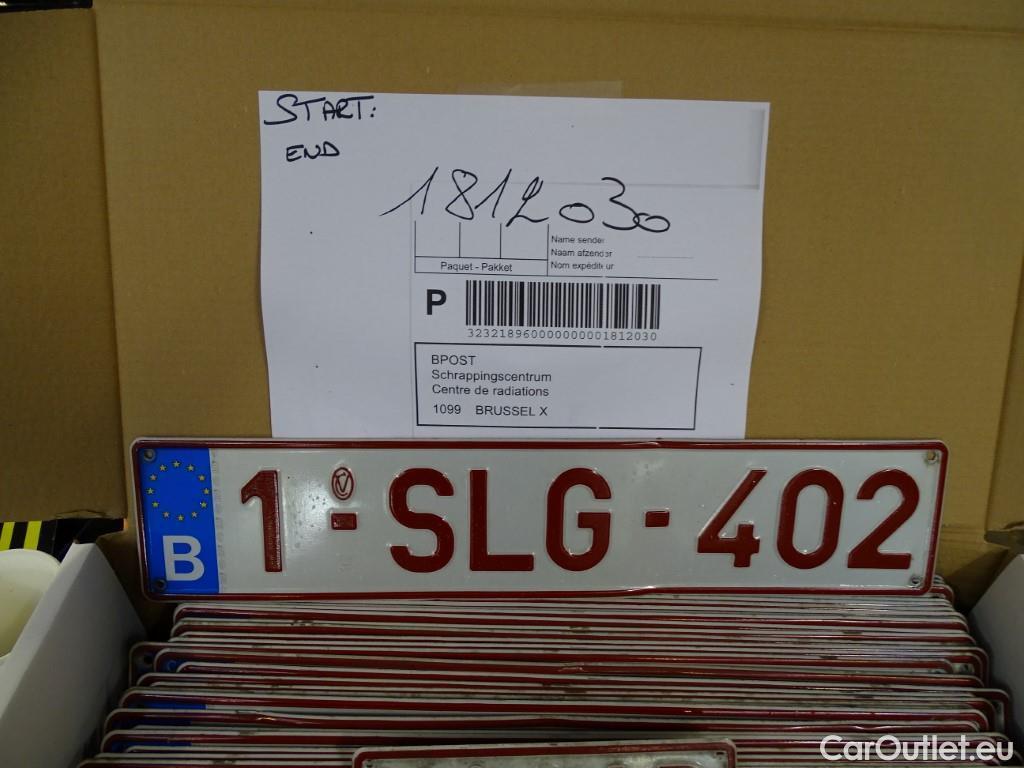 START:
END
1812030
Name sender
Naam afzender
Nom expéditeur
Paquet - Pakket
P
323218960000000001812030
BPOST
Schrappingscentrum
Centre de radiations
1099 BRUSSEL X
B 1-SLG-402
CarOutlet.eu